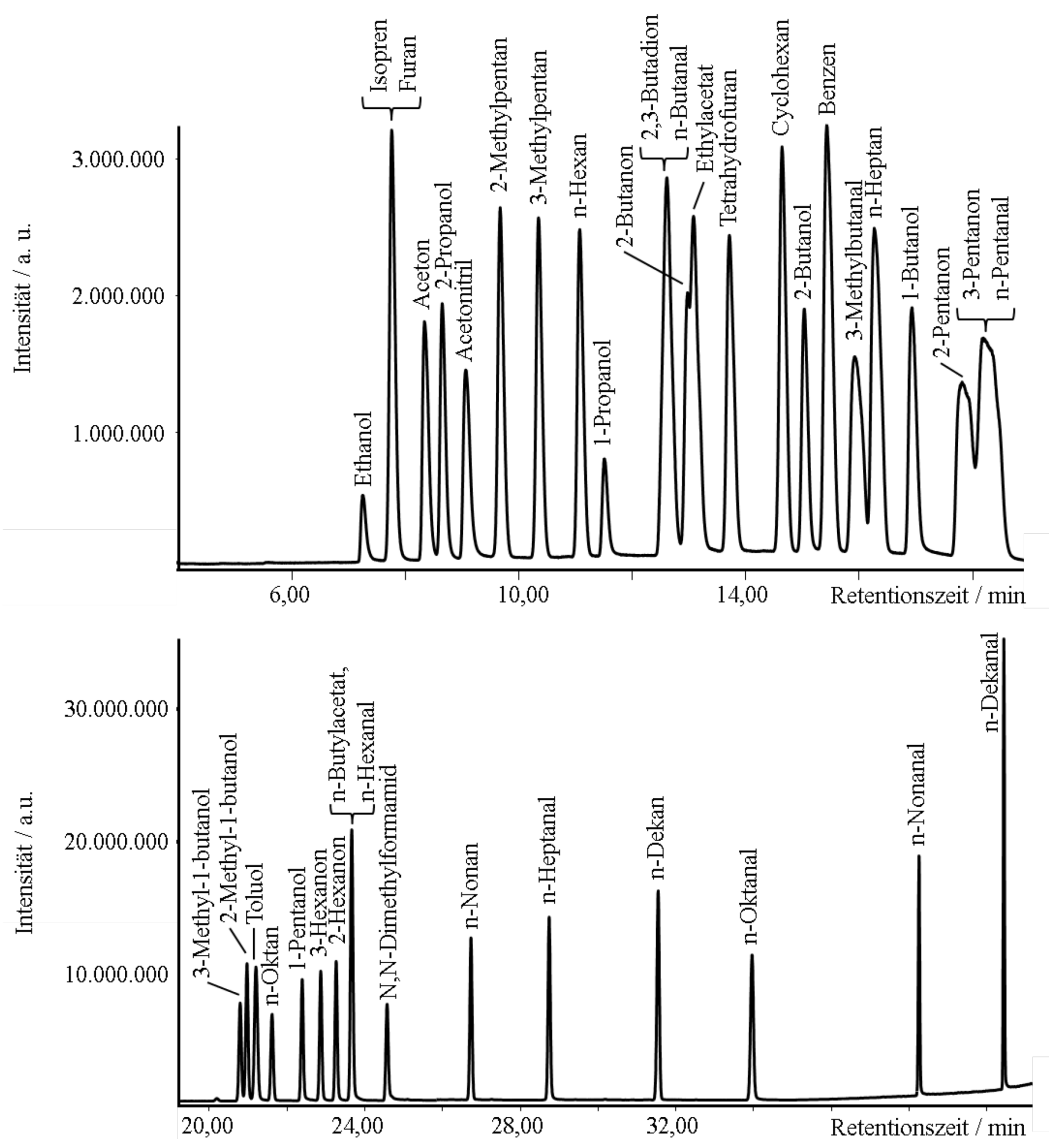 Intensität / a. u.
3.000.000
2.000.000
1.000.000
Ethanol
Isopren
Furan
Aceton
2-Propanol
Acetonitril
2-Methylpentan
3-Methylpentan
n-Hexan
1-Propanol
2-Butanon
2,3-Butadion
n-Butanal
Ethylacetat
Tetrahydrofuran
Cyclohexan
2-Butanol
Benzen
3-Methylbutanal
n-Heptan
1-Butanol
2-Pentanon
3-Pentanon
n-Pentanal
6,00
10,00
14,00
Retentionszeit / min
Intensität / a.u.
30.000.000
20.000.000
10.000.000
3-Methyl-1-butanol
2-Methyl-1-butanol
Toluol
n-Oktan
1-Pentanol
3-Hexanon
2-Hexanon
n-Butylacetat,
n-Hexanal
N,N-Dimethylformamid
n-Nonan
n-Heptanal
n-Dekan
n-Oktanal
n-Nonanal
n-Dekanal
20,00
24,00
28,00
32,00
Retentionszeit / min